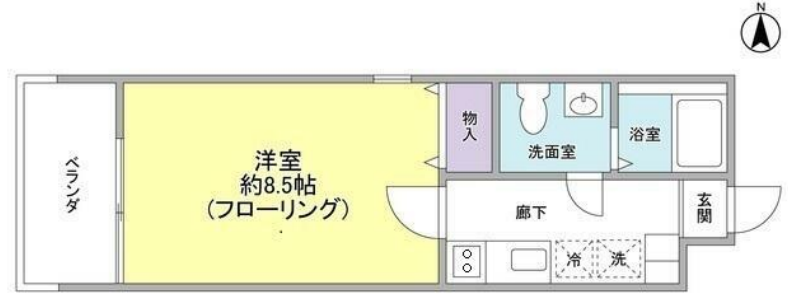 N
ベランダ
洋室
約8.5帖
(フローリング)
物入
洗面室
浴室
廊下
玄関
冷
洗